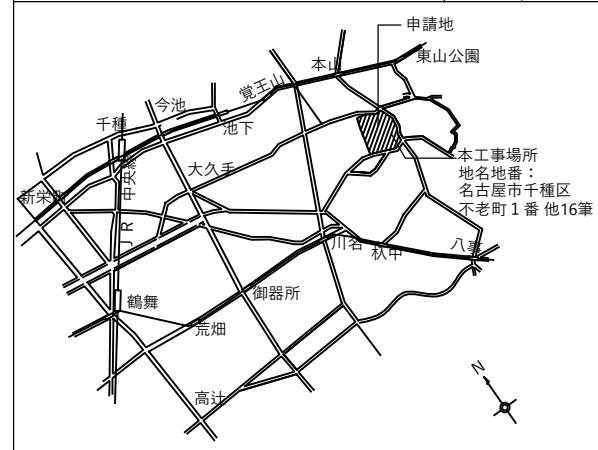 申請地
東山公園
本山
覚王山
今池
千種
池下
本工事場所
地名地番：
名古屋市千種区
不老町１番 他16筆
大久手
新栄町
ＪＲ中央線
川名
杁中
八事
鶴舞
御器所
荒畑
高辻
N